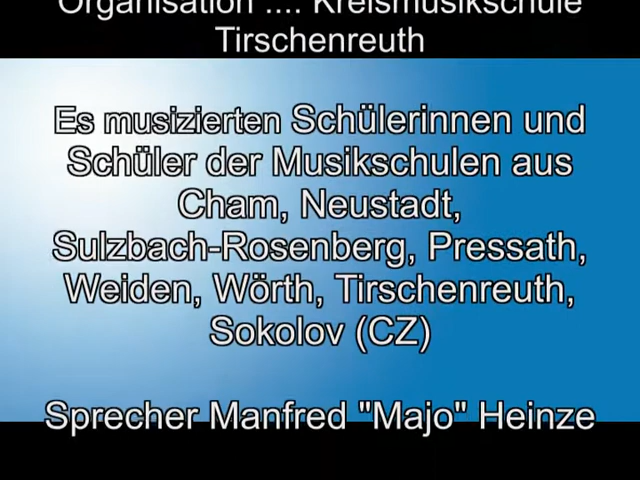 Organisation .... Kreismusikschule
Tirschenreuth
Es musizierten Schülerinnen und
Schüler der Musikschulen aus
Cham, Neustadt,
Sulzbach-Rosenberg, Pressath,
Weiden, Wörth, Tirschenreuth,
Sokolov (CZ)
Sprecher Manfred "Majo" Heinze